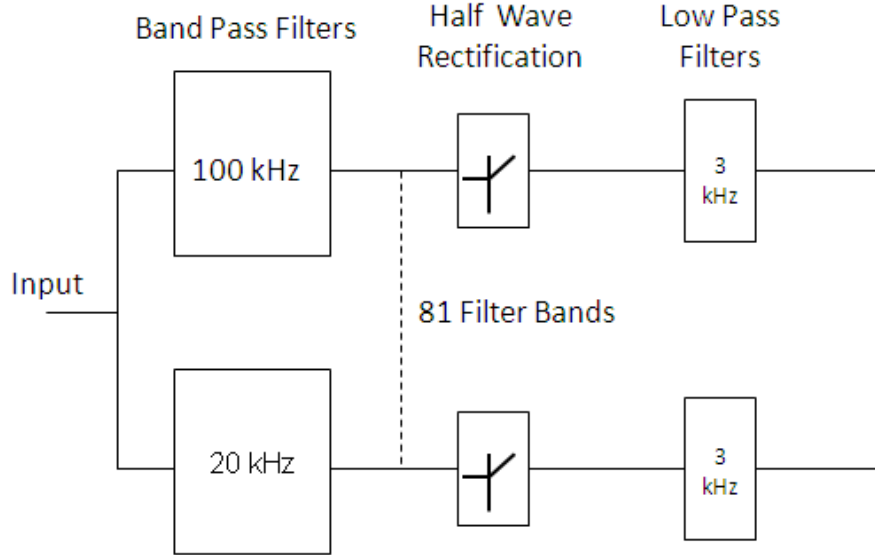 Band Pass Filters
Half Wave
Rectification
Low Pass
Filters
100 kHz
3
kHz
Input
81 Filter Bands
20 kHz
3
kHz